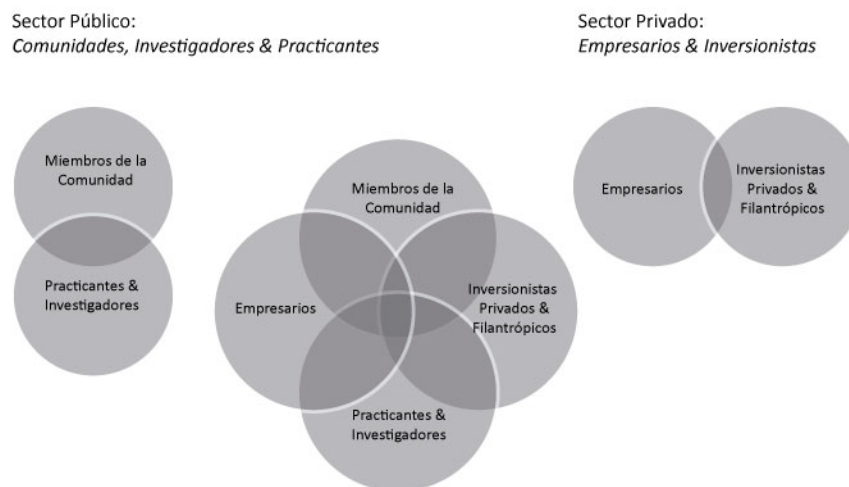 Sector Público:
Comunidades, Investigadores & Practicantes
Sector Privado:
Empresarios & Inversionistas
Miembros de la
Comunidad
Practicantes &
Investigadores
Miembros de la
Comunidad
Empresarios
Inversionistas
Privados &
Filantrópicos
Practicantes &
Investigadores
Empresarios
Inversionistas
Privados &
Filantrópicos